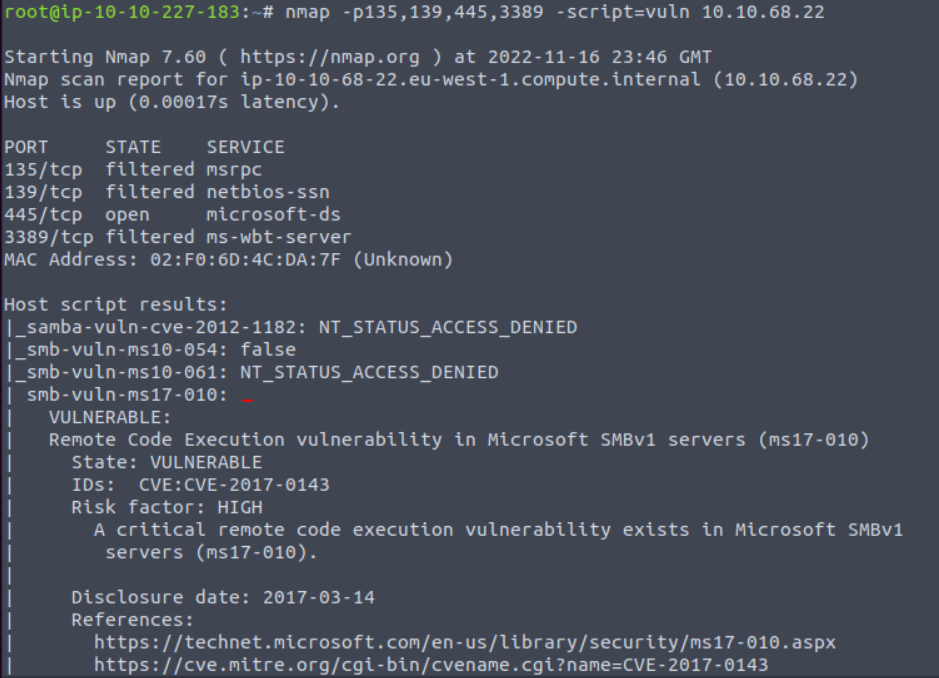 root@ip-10-10-227-183:~# nmap -p135,139,445,3389 -script=vuln 10.10.68.22
Starting Nmap 7.60 ( https://nmap.org ) at 2022-11-16 23:46 GMT
Nmap scan report for ip-10-10-68-22.eu-west-1.compute.internal (10.10.68.22)
Host is up (0.00017s latency).
PORT     STATE    SERVICE
135/tcp  filtered msrpc
139/tcp  filtered netbios-ssn
445/tcp  open     microsoft-ds
3389/tcp filtered ms-wbt-server
MAC Address: 02:F0:6D:4C:DA:7F (Unknown)
Host script results:
|_samba-vuln-cve-2012-1182: NT_STATUS_ACCESS_DENIED
|_smb-vuln-ms10-054: false
|_smb-vuln-ms10-061: NT_STATUS_ACCESS_DENIED
| smb-vuln-ms17-010: _
|   VULNERABLE:
|   Remote Code Execution vulnerability in Microsoft SMBv1 servers (ms17-010)
|     State: VULNERABLE
|     IDs:  CVE:CVE-2017-0143
|     Risk factor: HIGH
|       A critical remote code execution vulnerability exists in Microsoft SMBv1
|        servers (ms17-010).
|
|     Disclosure date: 2017-03-14
|     References:
|       https://technet.microsoft.com/en-us/library/security/ms17-010.aspx
|       https://cve.mitre.org/cgi-bin/cvename.cgi?name=CVE-2017-0143